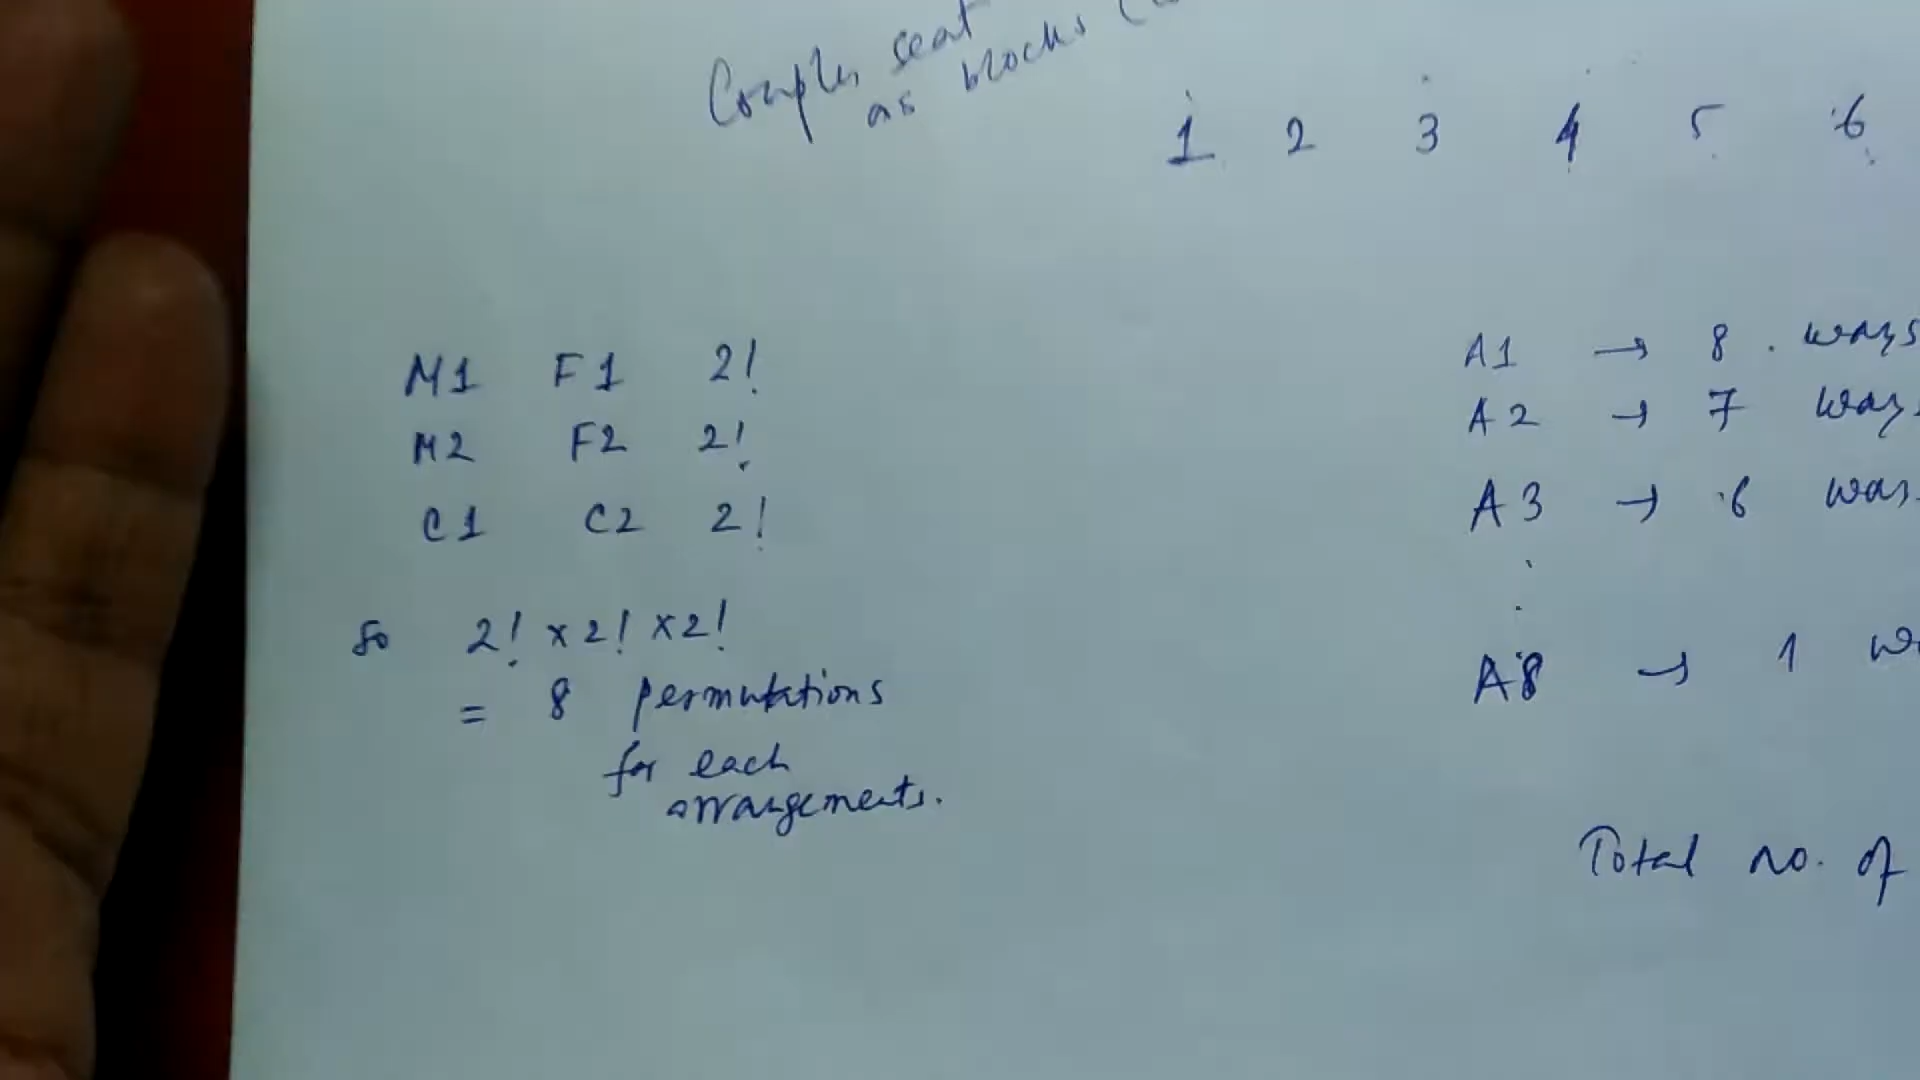 Couples seat
as blocks
1 2 3 4 5 6
M1 F1 2!
M2 F2 2!
C1 C2 2!
So 2! x 2! x 2!
= 8 permutations
for each
arrangements.
A1 → 8 ways
A2 → 7 ways
A3 → 6 way
.
.
A8 → 1
Total no. of